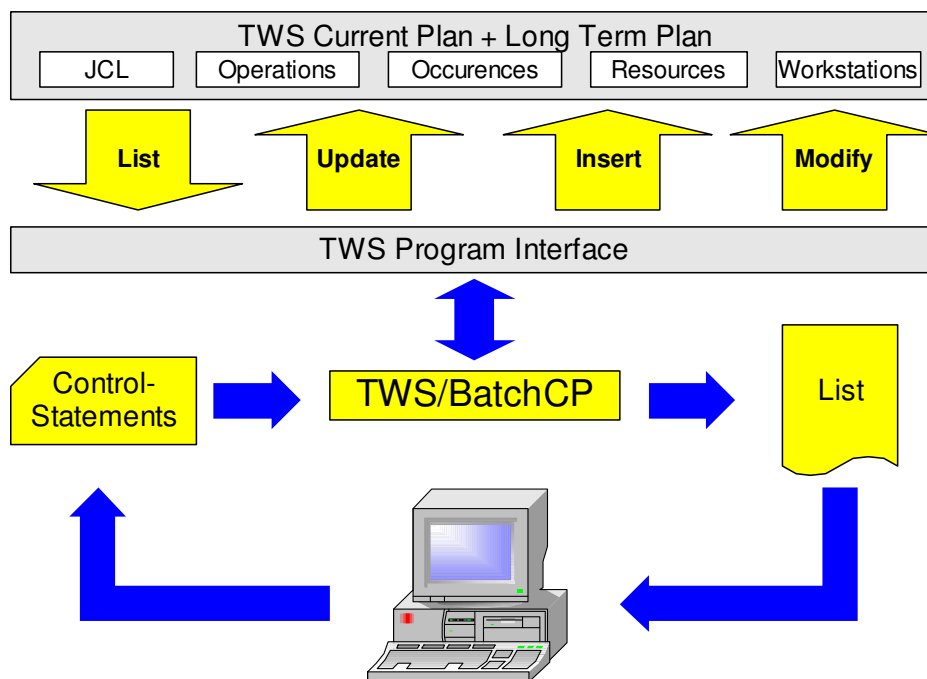 TWS Current Plan + Long Term Plan
JCL
Operations
Occurences
Resources
Workstations
List
Update
Insert
Modify
TWS Program Interface
Control-
Statements
TWS/BatchCP
List